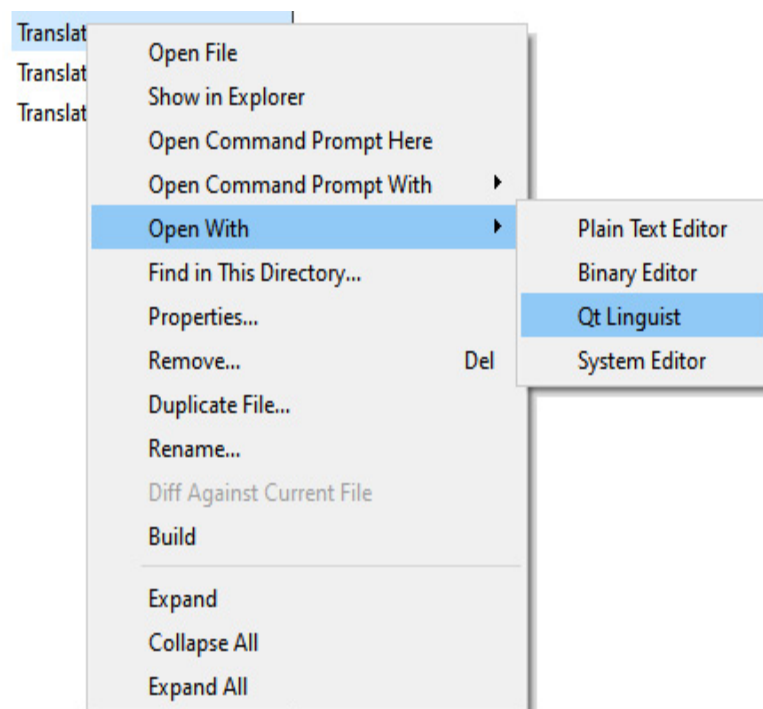 Translat
Translat
Translat
Open File
Show in Explorer
Open Command Prompt Here
Open Command Prompt With
Open With
Find in This Directory...
Properties...
Remove... Del
Duplicate File...
Rename...
Diff Against Current File
Build
Expand
Collapse All
Expand All
Plain Text Editor
Binary Editor
Qt Linguist
System Editor